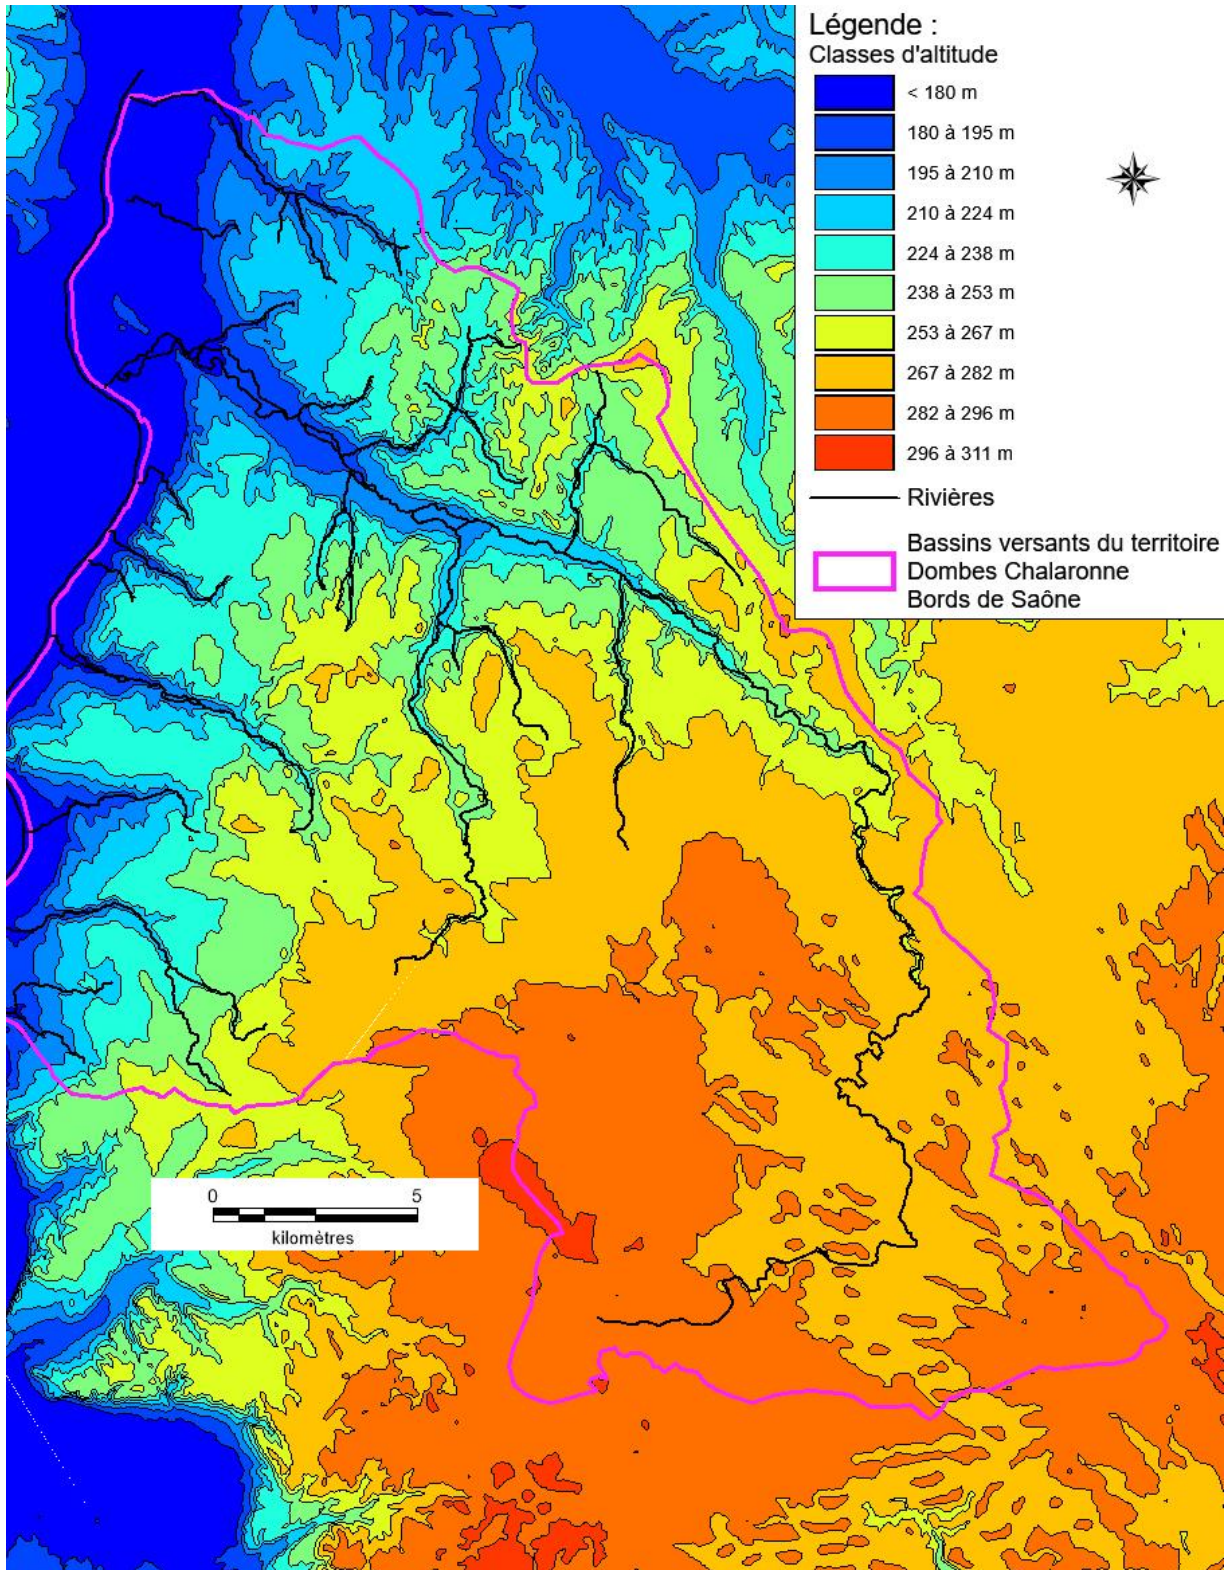 Légende :
Classes d'altitude
< 180 m
180 à 195 m
195 à 210 m
210 à 224 m
224 à 238 m
238 à 253 m
253 à 267 m
267 à 282 m
282 à 296 m
296 à 311 m
Rivières
Bassins versants du territoire
Dombes Chalaronne
Bords de Saône
0 5
kilomètres